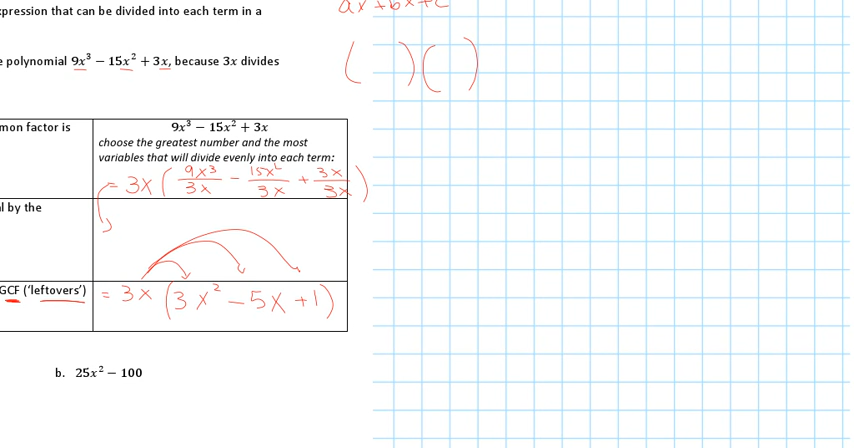 xpression that can be divided into each term in a
ax + bx + c
e polynomial 9x³ − 15x² + 3x, because 3x divides
(   )(   )
mon factor is
9x³ − 15x² + 3x
choose the greatest number and the most
variables that will divide evenly into each term:
= 3x ( 9x³/3x − 15x²/3x + 3x/3x )
l by the
GCF ('leftovers')
= 3x (3x² − 5x + 1)
b. 25x² − 100